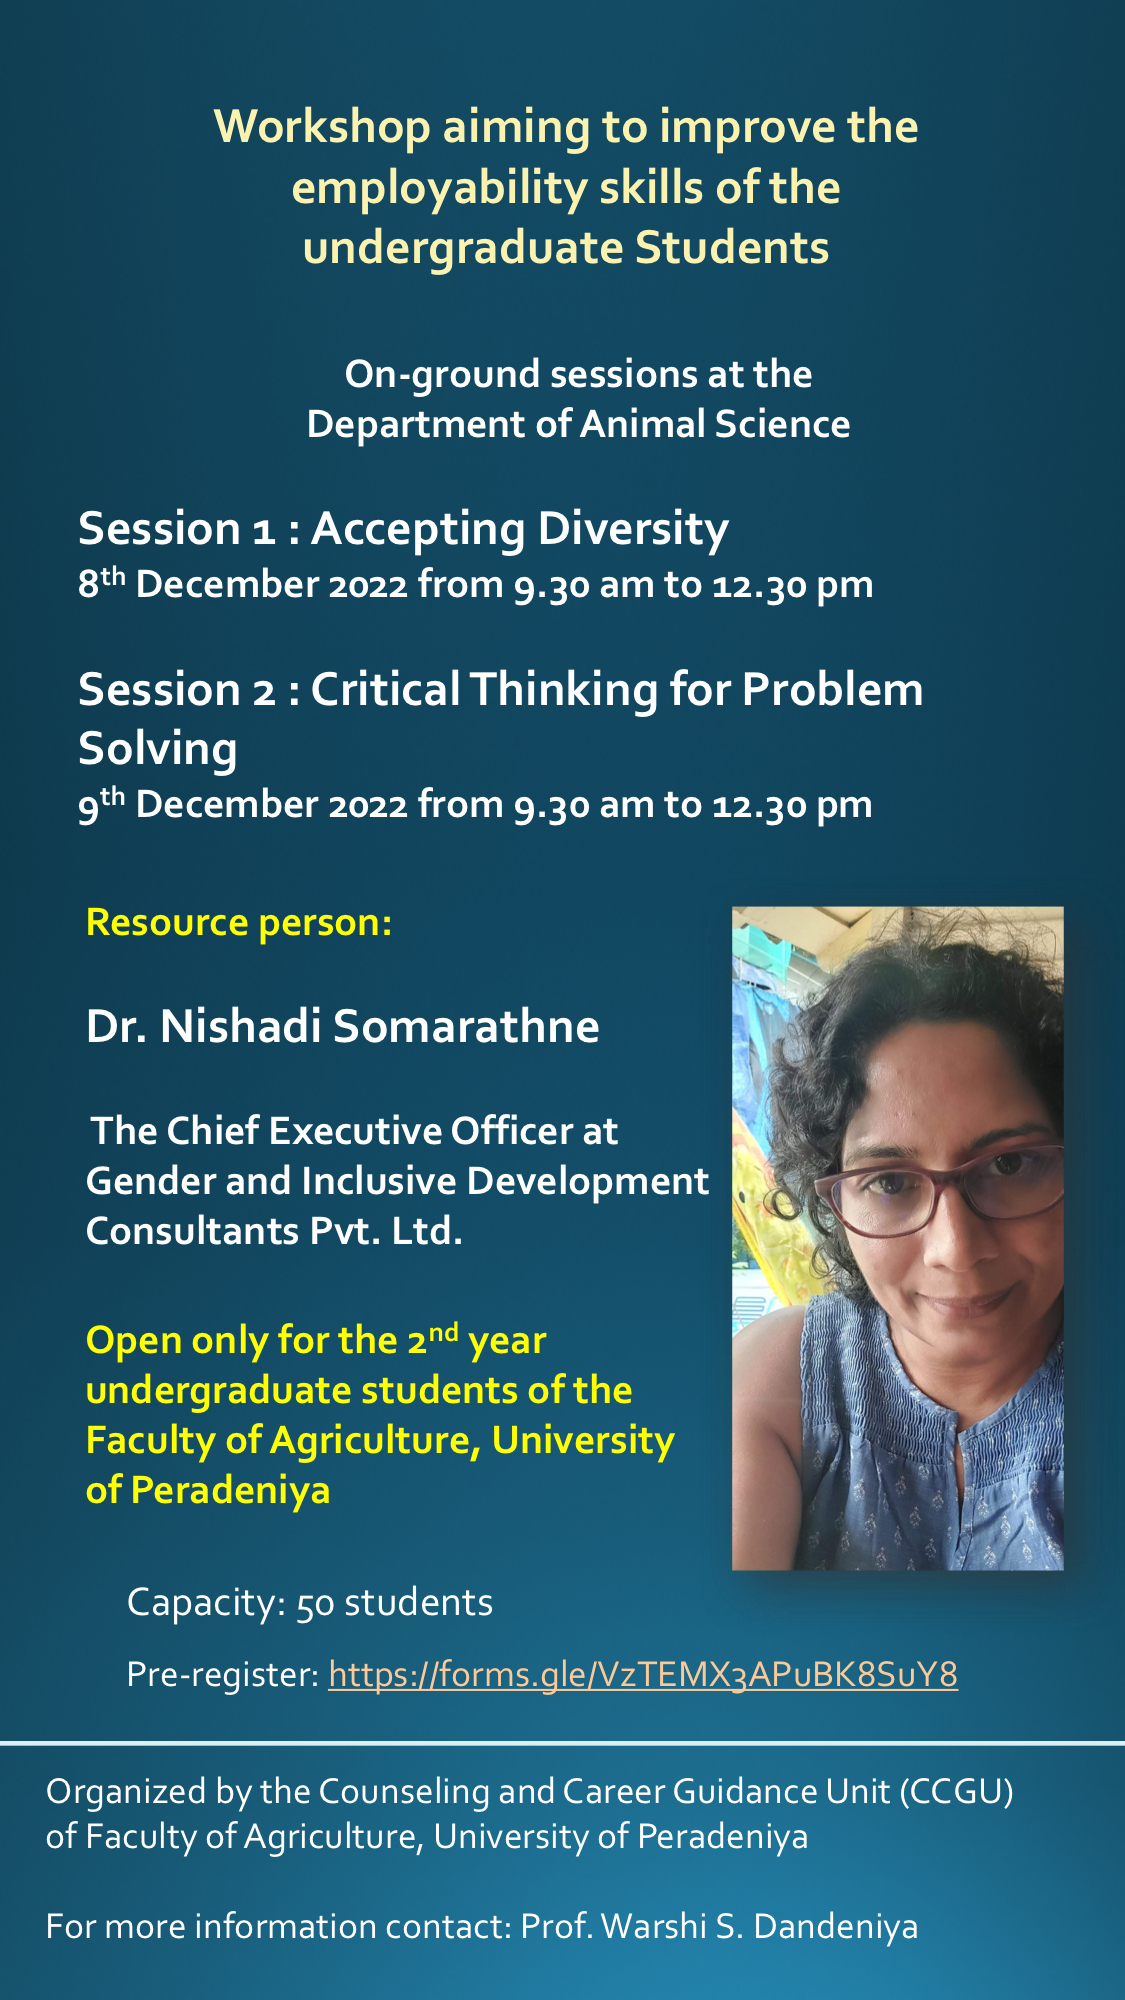 Workshop aiming to improve the
employability skills of the
undergraduate Students
On-ground sessions at the
Department of Animal Science
Session 1 : Accepting Diversity
8th December 2022 from 9.30 am to 12.30 pm
Session 2 : Critical Thinking for Problem
Solving
9th December 2022 from 9.30 am to 12.30 pm
Resource person:
Dr. Nishadi Somarathne
The Chief Executive Officer at
Gender and Inclusive Development
Consultants Pvt. Ltd.
Open only for the 2nd year
undergraduate students of the
Faculty of Agriculture, University
of Peradeniya
Capacity: 50 students
Pre-register: https://forms.gle/VzTEMX3APuBK8SuY8
Organized by the Counseling and Career Guidance Unit (CCGU)
of Faculty of Agriculture, University of Peradeniya
For more information contact: Prof. Warshi S. Dandeniya